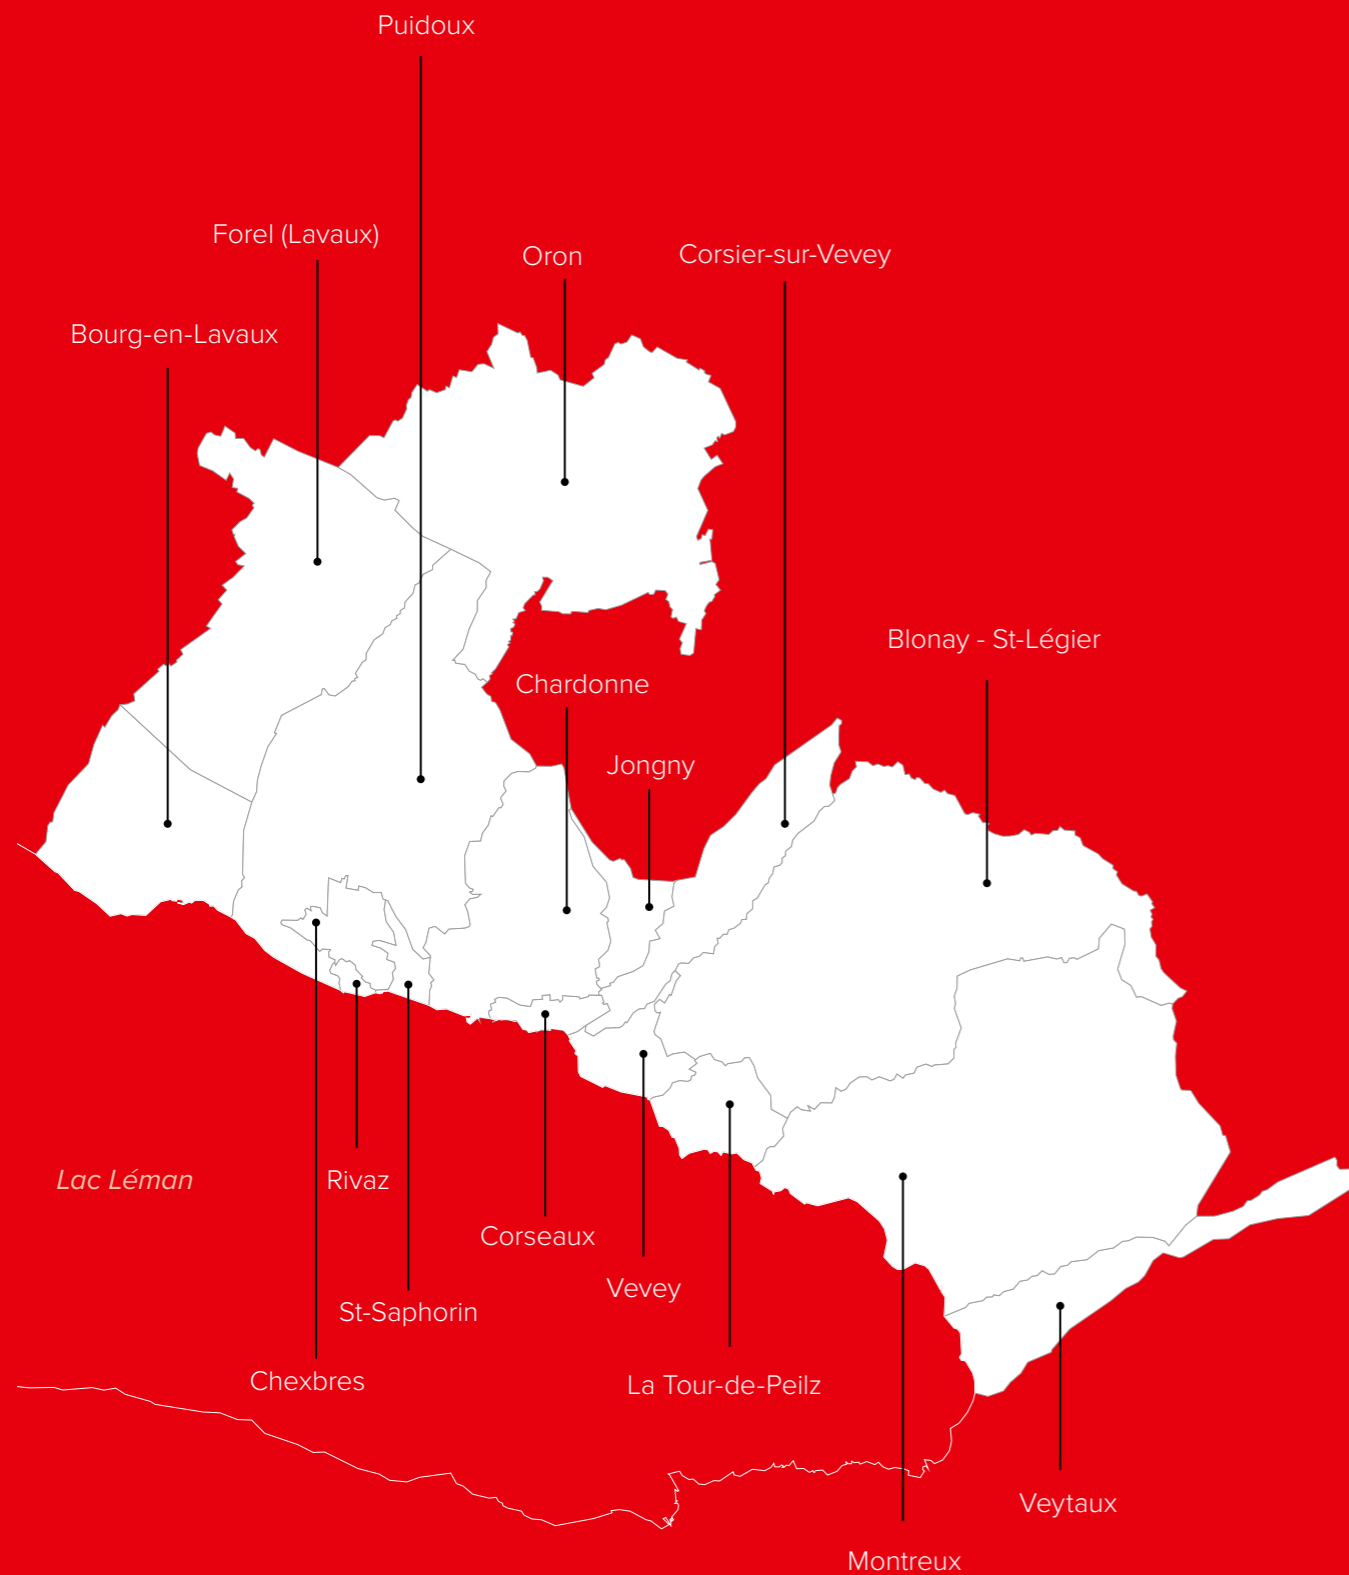 Puidoux
Forel (Lavaux)
Oron
Corsier-sur-Vevey
Bourg-en-Lavaux
Blonay - St-Légier
Chardonne
Jongny
Lac Léman
Rivaz
Corseaux
Vevey
St-Saphorin
Chexbres
La Tour-de-Peilz
Veytaux
Montreux